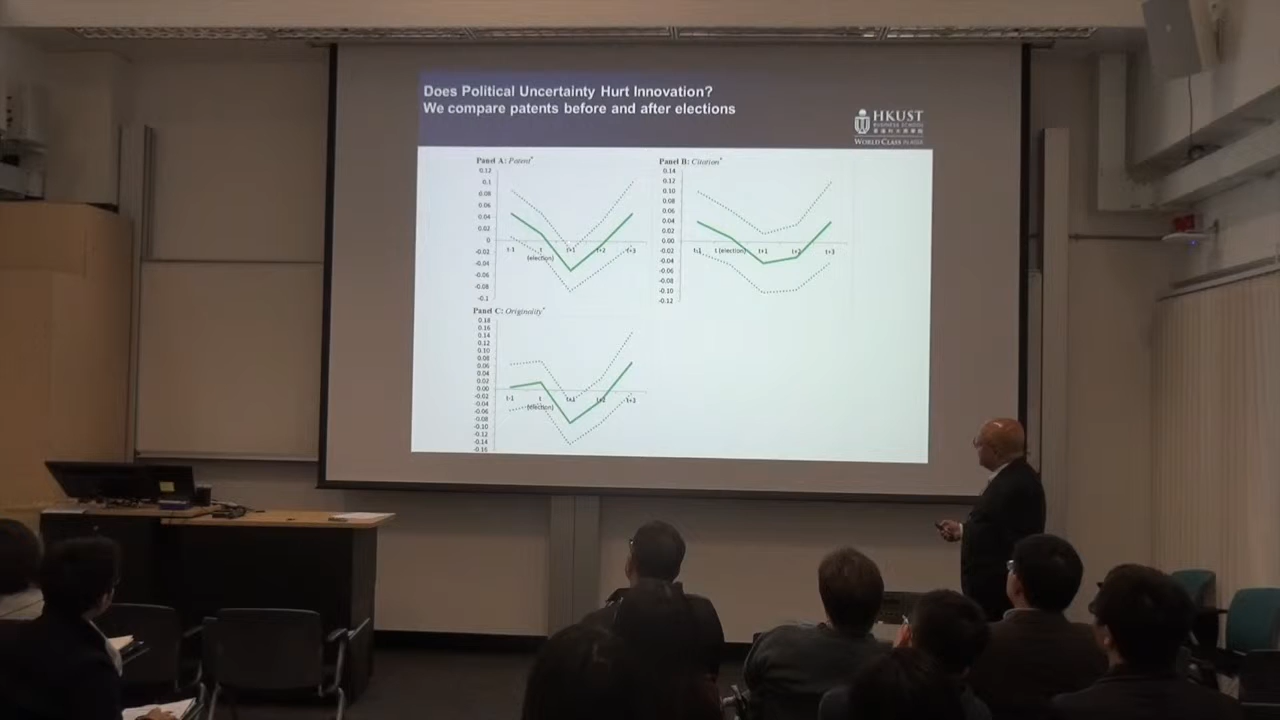 Does Political Uncertainty Hurt Innovation?
We compare patents before and after elections
HKUST
BUSINESS SCHOOL
WORLD CLASS IN ASIA
Panel A: Patent*
0.12
0.1
0.08
0.06
0.04
0.02
0
-0.02
-0.04
-0.06
-0.08
-0.1
t-1
t
(election)
t+1
t+2
t+3
Panel B: Citation*
0.14
0.12
0.10
0.08
0.06
0.04
0.02
0.00
-0.02
-0.04
-0.06
-0.08
-0.10
-0.12
t-1
t (election)
t+1
t+2
t+3
Panel C: Originality*
0.18
0.16
0.14
0.12
0.10
0.08
0.06
0.04
0.02
0.00
-0.02
-0.04
-0.06
-0.08
-0.10
-0.12
-0.14
-0.16
t-1
t
(election)
t+1
t+2
t+3